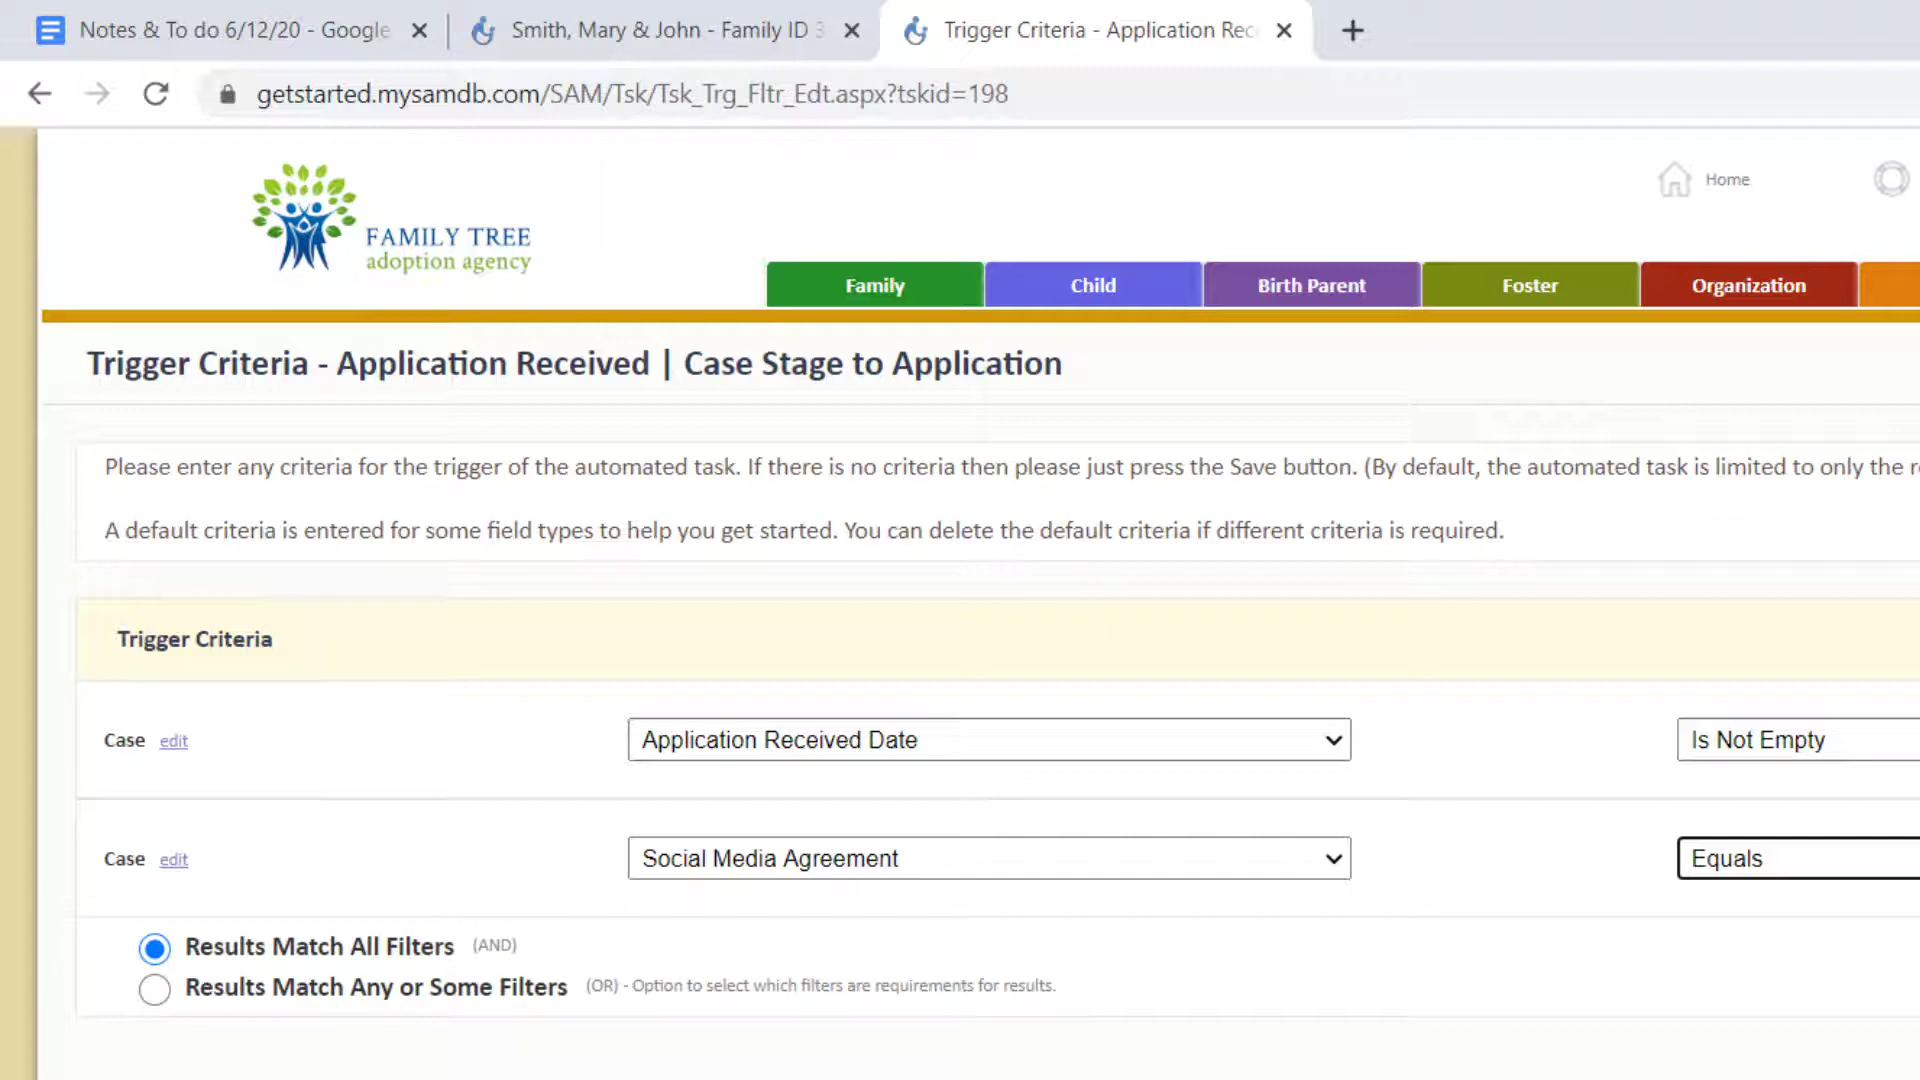 Notes & To do 6/12/20 - Google
Smith, Mary & John - Family ID 3
Trigger Criteria - Application Rec
getstarted.mysamdb.com/SAM/Tsk/Tsk_Trg_Fltr_Edt.aspx?tskid=198
Home
FAMILY TREE
adoption agency
Family
Child
Birth Parent
Foster
Organization
Trigger Criteria - Application Received | Case Stage to Application
Please enter any criteria for the trigger of the automated task. If there is no criteria then please just press the Save button. (By default, the automated task is limited to only the
A default criteria is entered for some field types to help you get started. You can delete the default criteria if different criteria is required.
Trigger Criteria
Case edit
Application Received Date
Is Not Empty
Case edit
Social Media Agreement
Equals
Results Match All Filters (AND)
Results Match Any or Some Filters (OR) - Option to select which filters are requirements for results.